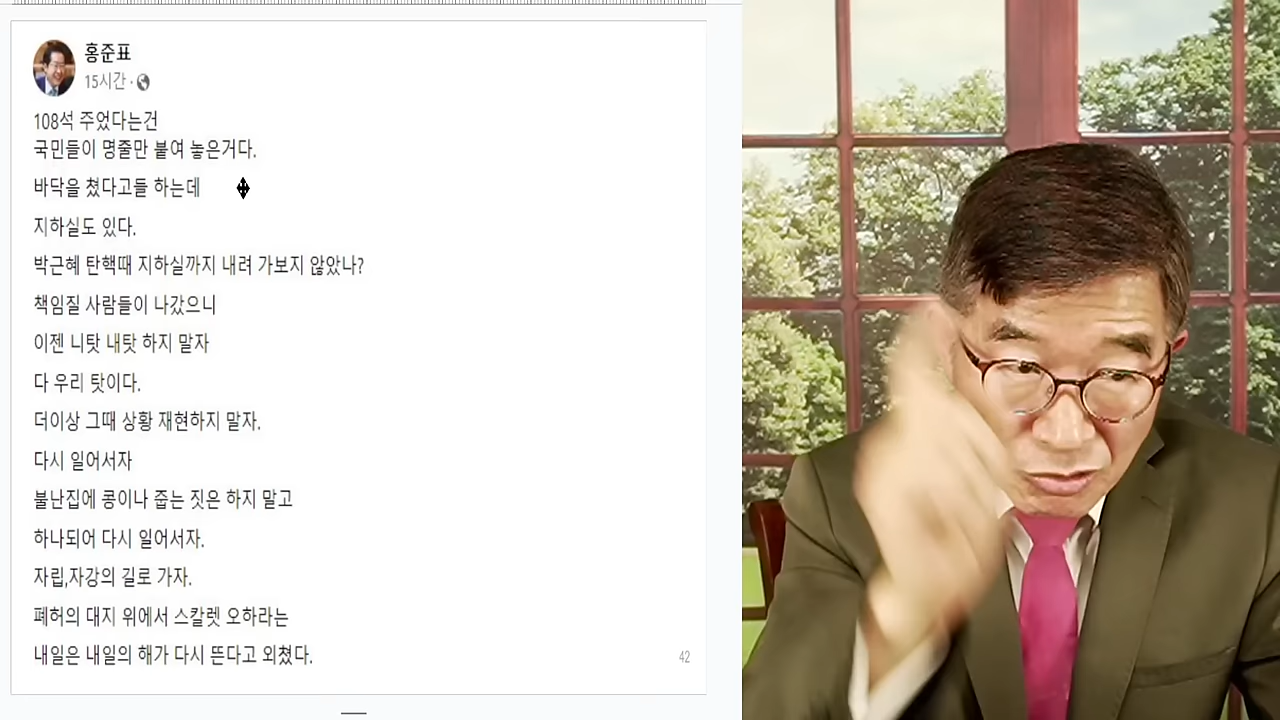 홍준표
15시간 ·
108석 주었다는건
국민들이 명줄만 붙여 놓은거다.
바닥을 쳤다고들 하는데
지하실도 있다.
박근혜 탄핵때 지하실까지 내려 가보지 않았나?
책임질 사람들이 나갔으니
이젠 니탓 내탓 하지 말자
다 우리 탓이다.
더이상 그때 상황 재현하지 말자.
다시 일어서자
불난집에 콩이나 줍는 짓은 하지 말고
하나되어 다시 일어서자.
자립,자강의 길로 가자.
폐허의 대지 위에서 스칼렛 오하라는
내일은 내일의 해가 다시 뜬다고 외쳤다.
42